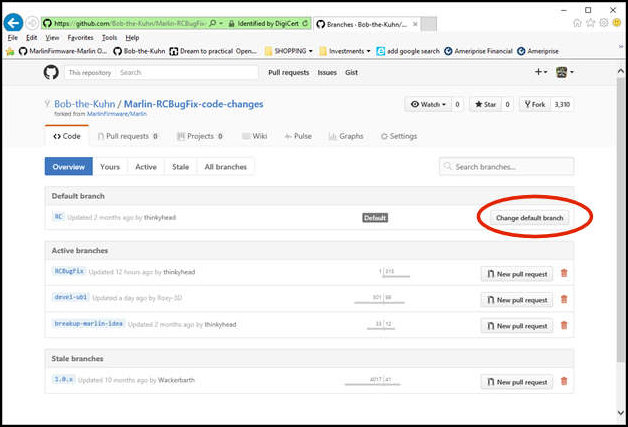 https://github.com/Bob-the-Kuhn/Marlin-RCBugFix- Identified by DigiCert Branches · Bob-the-Kuhn/...
File Edit View Favorites Tools Help
MarlinFirmware-Marlin O... Bob-the-Kuhn Dream to practical Open... SHOPPING Investments add google search Ameriprise Financial Ameriprise
This repository Search Pull requests Issues Gist
Bob-the-Kuhn / Marlin-RCBugFix-code-changes Watch 0 Star 0 Fork 3,310
forked from MarlinFirmware/Marlin
Code Pull requests 0 Projects 0 Wiki Pulse Graphs Settings
Overview Yours Active Stale All branches Search branches...
Default branch
RC Updated 2 months ago by thinkyhead Default Change default branch
Active branches
RCBugFix Updated 12 hours ago by thinkyhead 1 315 New pull request
devel-ubl Updated a day ago by Roxy-3D New pull request
breakup-marlin-idea Updated 2 months ago by thinkyhead 33 12 New pull request
Stale branches
1.0.x Updated 10 months ago by Wackerbarth 4017 41 New pull request